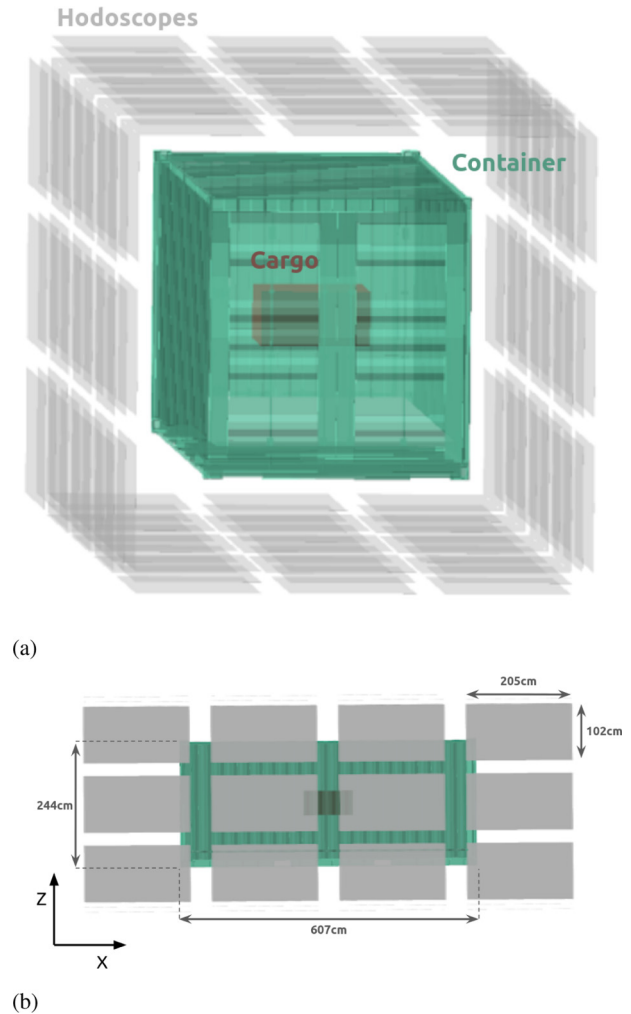 Hodoscopes
Container
Cargo
(a)
205cm
102cm
244cm
Z
X
607cm
(b)